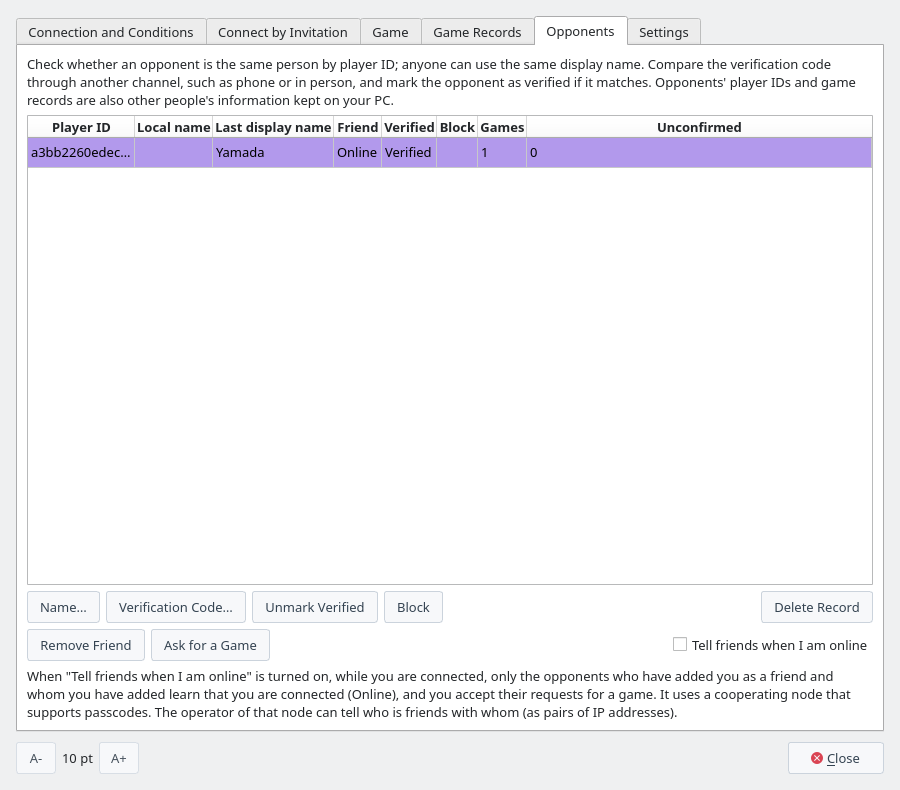 Connection and Conditions Connect by Invitation Game Game Records Opponents Settings
Check whether an opponent is the same person by player ID; anyone can use the same display name. Compare the verification code
through another channel, such as phone or in person, and mark the opponent as verified if it matches. Opponents' player IDs and game
records are also other people's information kept on your PC.
Player ID Local name Last display name Friend Verified Block Games Unconfirmed
a3bb2260edec... Yamada Online Verified 1 0
Name... Verification Code... Unmark Verified Block Delete Record
Remove Friend Ask for a Game Tell friends when I am online
When "Tell friends when I am online" is turned on, while you are connected, only the opponents who have added you as a friend and
whom you have added learn that you are connected (Online), and you accept their requests for a game. It uses a cooperating node that
supports passcodes. The operator of that node can tell who is friends with whom (as pairs of IP addresses).
A- 10 pt A+ Close